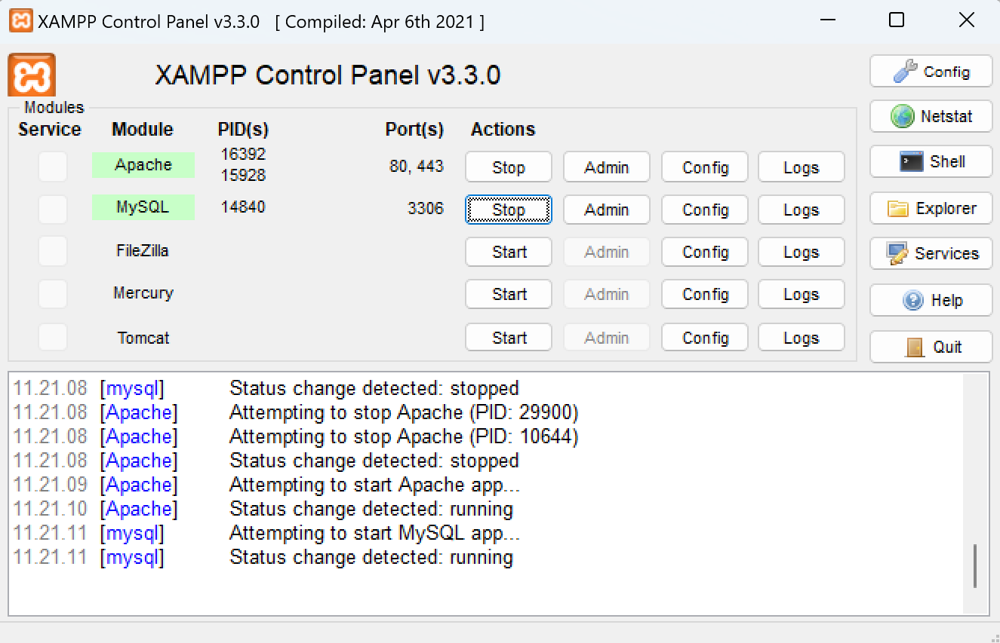 XAMPP Control Panel v3.3.0 [ Compiled: Apr 6th 2021 ]
XAMPP Control Panel v3.3.0
Config
Modules
Netstat
Service Module PID(s) Port(s) Actions
16392
Apache 80, 443 Stop Admin Config Logs
15928
Shell
MySQL 14840 3306 Stop Admin Config Logs
Explorer
FileZilla Start Admin Config Logs
Services
Mercury Start Admin Config Logs
Help
Tomcat Start Admin Config Logs
Quit
11.21.08 [mysql] Status change detected: stopped
11.21.08 [Apache] Attempting to stop Apache (PID: 29900)
11.21.08 [Apache] Attempting to stop Apache (PID: 10644)
11.21.08 [Apache] Status change detected: stopped
11.21.09 [Apache] Attempting to start Apache app...
11.21.10 [Apache] Status change detected: running
11.21.11 [mysql] Attempting to start MySQL app...
11.21.11 [mysql] Status change detected: running